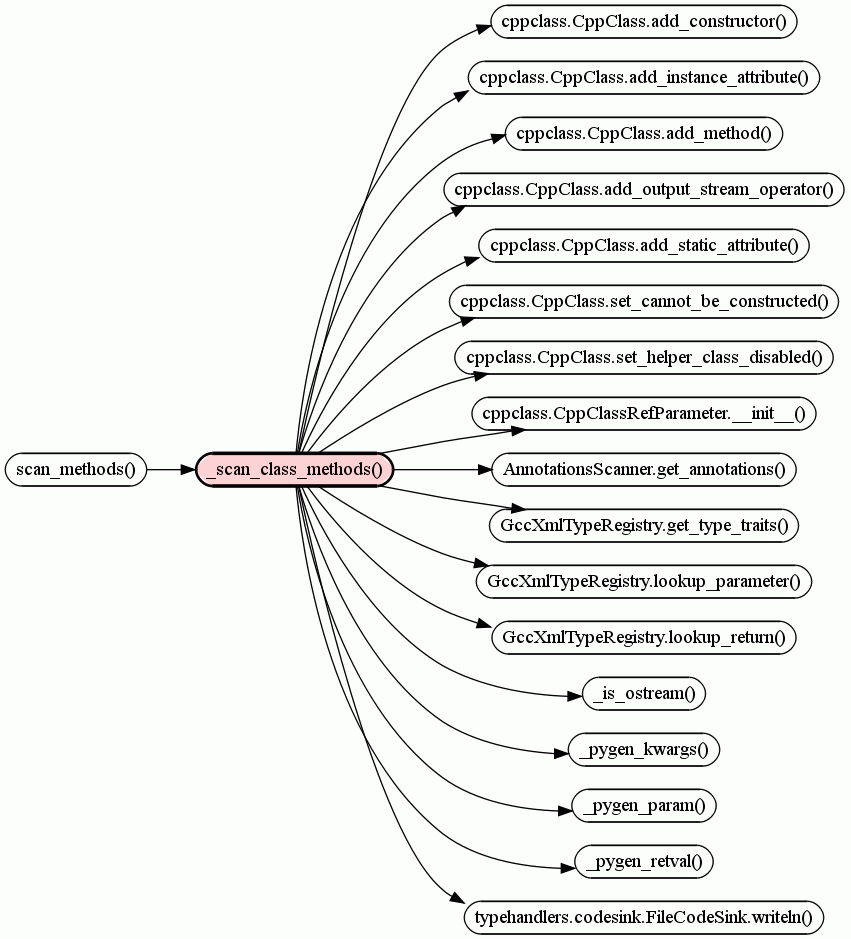 cppclass.CppClass.add_constructor()
cppclass.CppClass.add_instance_attribute()
cppclass.CppClass.add_method()
cppclass.CppClass.add_output_stream_operator()
cppclass.CppClass.add_static_attribute()
cppclass.CppClass.set_cannot_be_constructed()
cppclass.CppClass.set_helper_class_disabled()
cppclass.CppClassRefParameter.__init__()
scan_methods()
_scan_class_methods()
AnnotationsScanner.get_annotations()
GccXmlTypeRegistry.get_type_traits()
GccXmlTypeRegistry.lookup_parameter()
GccXmlTypeRegistry.lookup_return()
_is_ostream()
_pygen_kwargs()
_pygen_param()
_pygen_retval()
typehandlers.codesink.FileCodeSink.writeln()